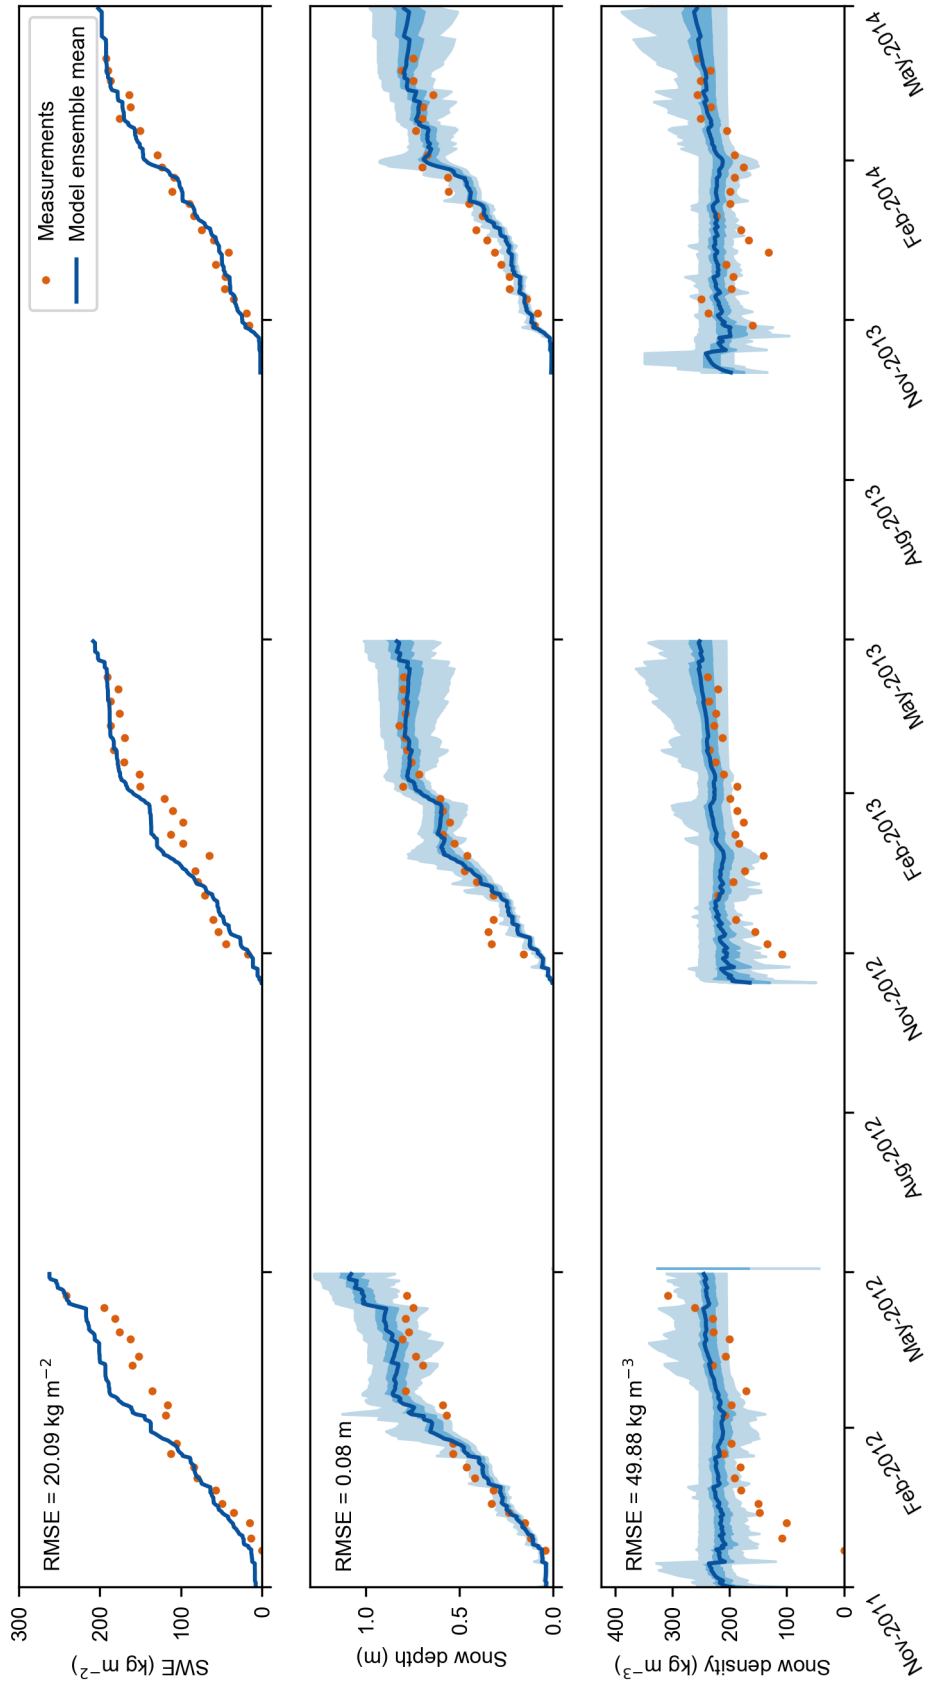 Measurements
Model ensemble mean
RMSE = 20.09 kg m⁻²
300
200
100
0
SWE (kg m⁻²)
RMSE = 0.08 m
1.0
0.5
0.0
Snow depth (m)
RMSE = 49.88 kg m⁻³
400
300
200
100
0
Snow density (kg m⁻³)
Nov-2011
Feb-2012
May-2012
Aug-2012
Nov-2012
Feb-2013
May-2013
Aug-2013
Nov-2013
Feb-2014
May-2014